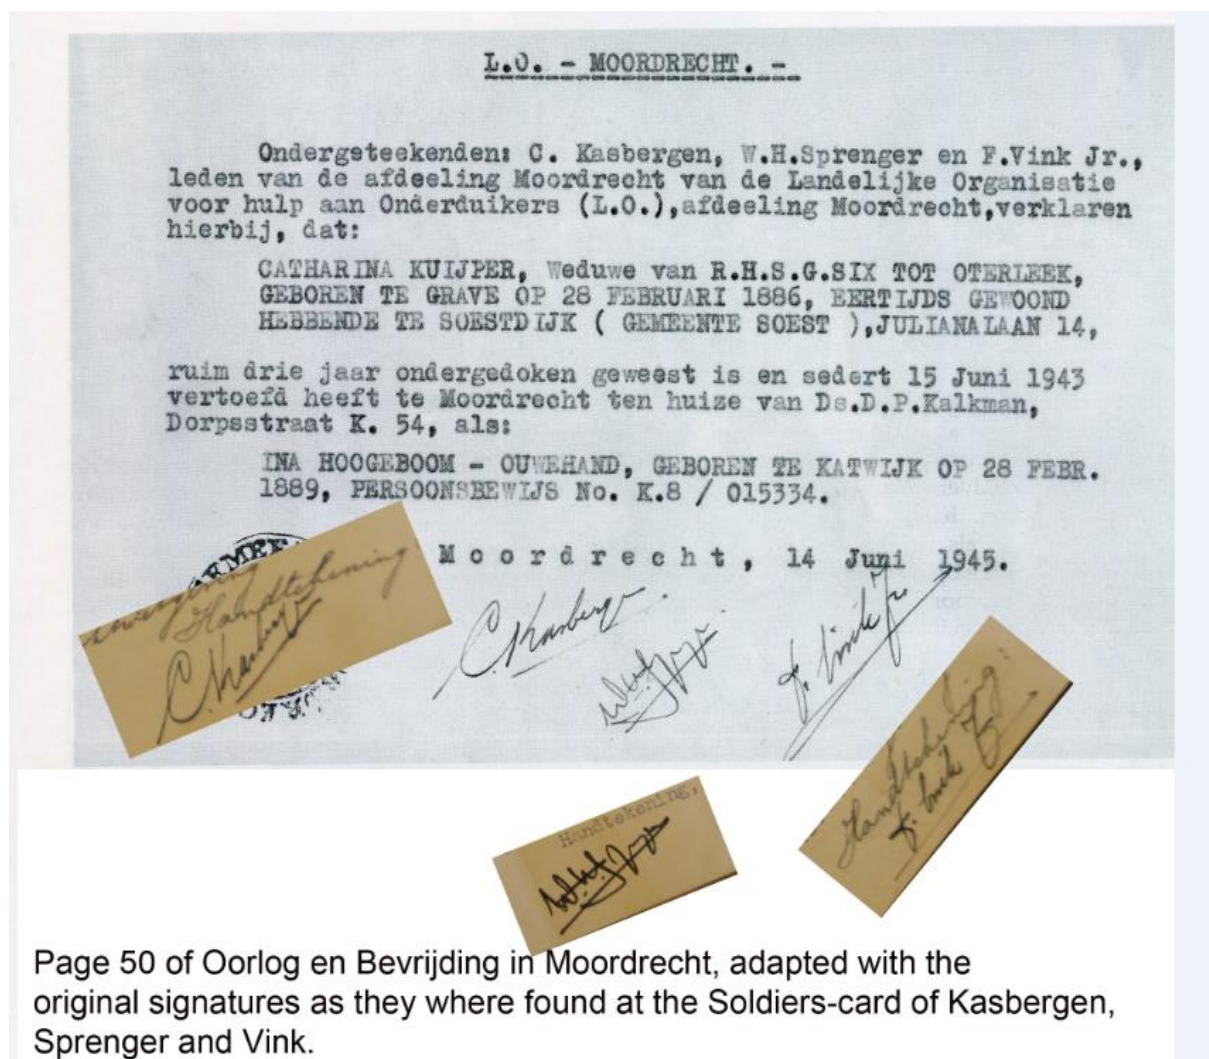 L.O. - MOORDRECHT. -
Ondergeteekenden: C. Kasbergen, W.H.Sprenger en F.Vink Jr.,
leden van de afdeeling Moordrecht van de Landelijke Organisatie
voor hulp aan Onderduikers (L.O.),afdeeling Moordrecht,verklaren
hierbij, dat:
CATHARINA KUIJPER, Weduwe van R.H.S.G.SIX TOT OTERLEEK,
GEBOREN TE GRAVE OP 28 FEBRUARI 1886, EERTIJDS GEWOOND
HEBBENDE TE SOESTDIJK ( GEMEENTE SOEST ),JULIANALAAN 14,
ruim drie jaar ondergedoken geweest is en sedert 15 Juni 1943
vertoefd heeft te Moordrecht ten huize van Ds.D.P.Kalkman,
Dorpsstraat K. 54, als:
INA HOOGEBOOM - OUWEHAND, GEBOREN TE KATWIJK OP 28 FEBR.
1889, PERSOONSBEWIJS No. K.8 / 015334.
Moordrecht, 14 Juni 1945.
Handtekening
C. Kasbergen
C. Kasbergen
F. Vink Jr
Handtekening:
F. Vink Jr
Handtekening,
Page 50 of Oorlog en Bevrijding in Moordrecht, adapted with the
original signatures as they where found at the Soldiers-card of Kasbergen,
Sprenger and Vink.